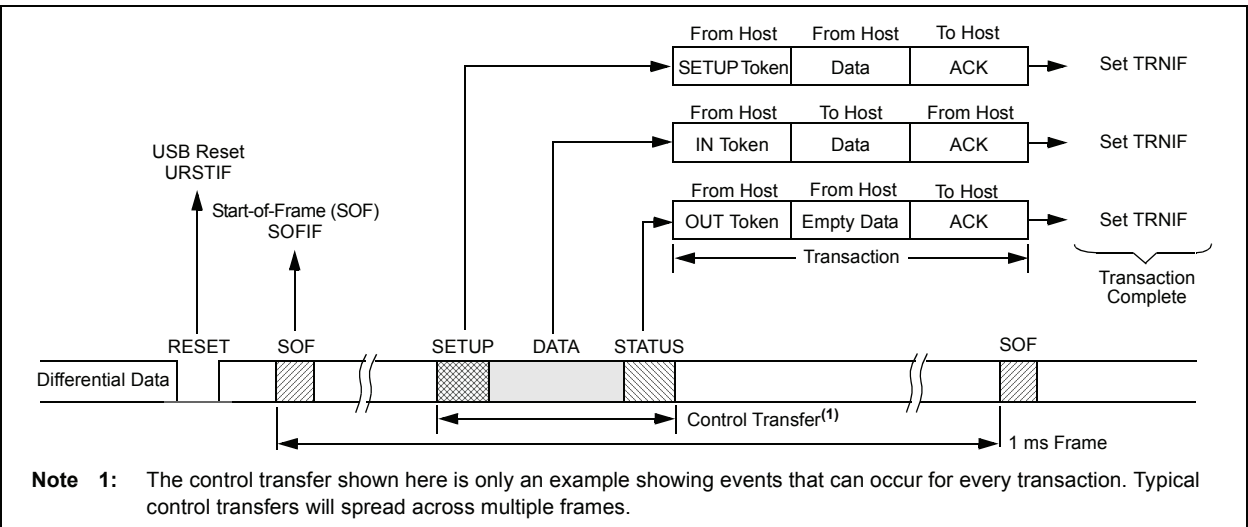 From Host From Host To Host
SETUP Token Data ACK Set TRNIF
From Host To Host From Host
IN Token Data ACK Set TRNIF
USB Reset
URSTIF
From Host From Host To Host
Start-of-Frame (SOF)
SOFIF
OUT Token Empty Data ACK Set TRNIF
Transaction
Transaction
Complete
RESET SOF SETUP DATA STATUS SOF
Differential Data
Control Transfer(1)
1 ms Frame
Note 1: The control transfer shown here is only an example showing events that can occur for every transaction. Typical
control transfers will spread across multiple frames.